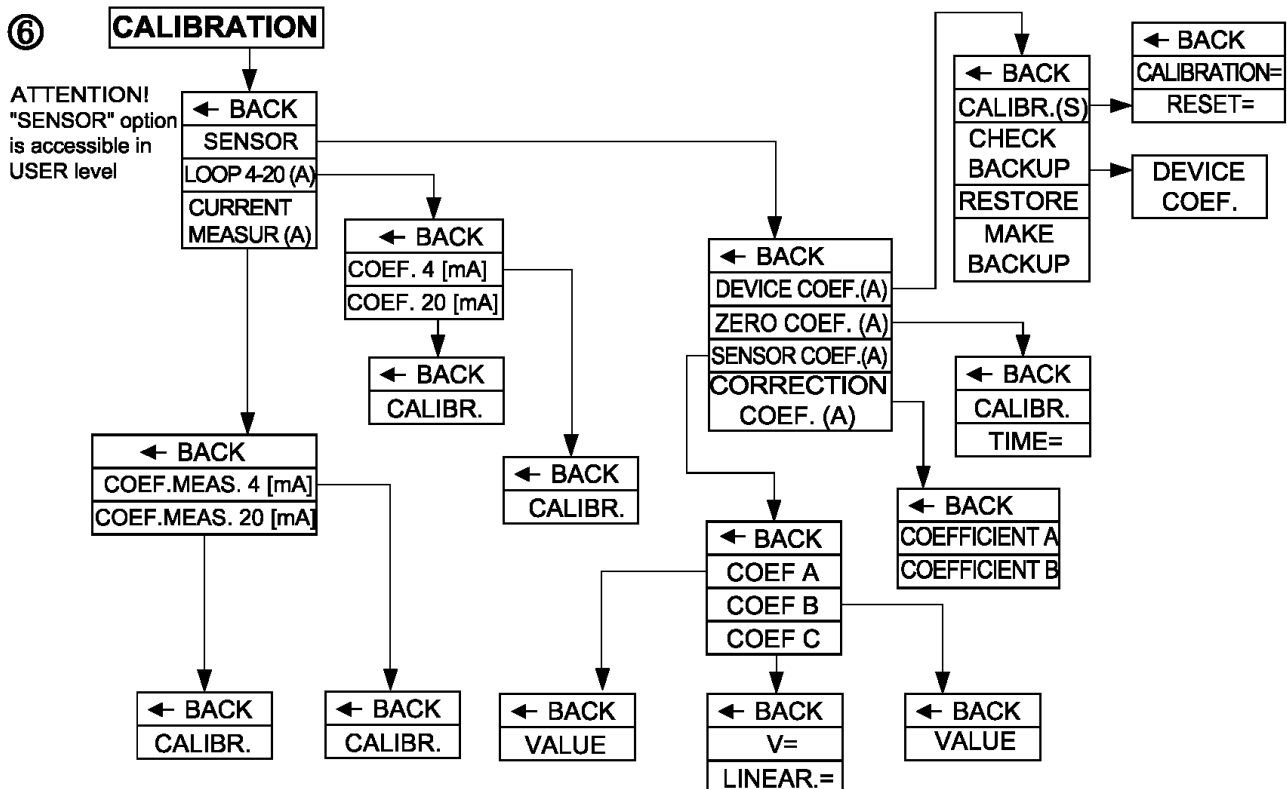 ⑥
CALIBRATION
ATTENTION!
"SENSOR" option
is accessible in
USER level
← BACK
SENSOR
LOOP 4-20 (A)
CURRENT
MEASUR (A)
← BACK
COEF. 4 [mA]
COEF. 20 [mA]
← BACK
CALIBR.
← BACK
CALIBR.
← BACK
COEF.MEAS. 4 [mA]
COEF.MEAS. 20 [mA]
← BACK
CALIBR.
← BACK
CALIBR.
← BACK
DEVICE COEF.(A)
ZERO COEF. (A)
SENSOR COEF.(A)
CORRECTION
COEF. (A)
← BACK
CALIBR.(S)
CHECK
BACKUP
RESTORE
MAKE
BACKUP
← BACK
CALIBRATION=
RESET=
DEVICE
COEF.
← BACK
CALIBR.
TIME=
← BACK
COEFFICIENT A
COEFFICIENT B
← BACK
COEF A
COEF B
COEF C
← BACK
VALUE
← BACK
V=
LINEAR.=
← BACK
VALUE